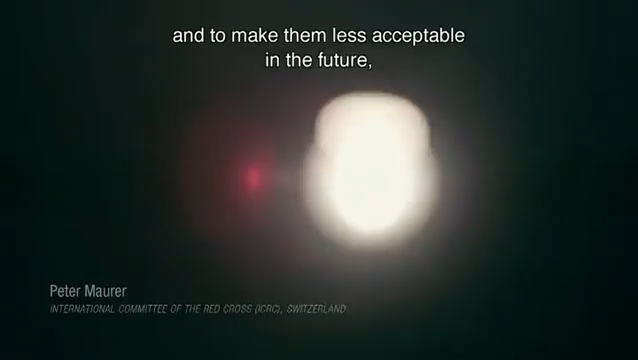 and to make them less acceptable
in the future,
Peter Maurer
INTERNATIONAL COMMITTEE OF THE RED CROSS (ICRC), SWITZERLAND